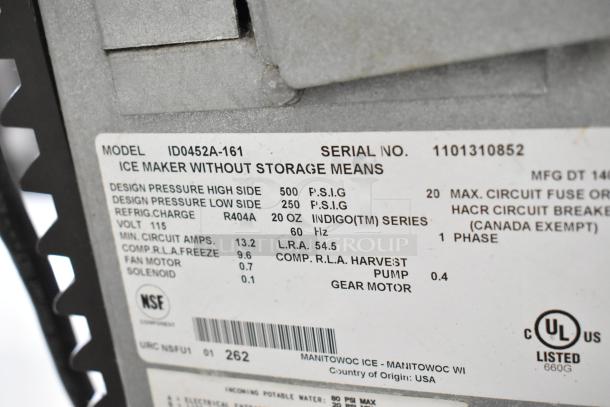 MODEL ID0452A-161 SERIAL NO. 1101310852
ICE MAKER WITHOUT STORAGE MEANS
MFG DT 140
DESIGN PRESSURE HIGH SIDE 500 P.S.I.G 20 MAX. CIRCUIT FUSE OR
DESIGN PRESSURE LOW SIDE 250 P.S.I.G HACR CIRCUIT BREAKE
REFRIG.CHARGE R404A 20 OZ INDIGO(TM) SERIES (CANADA EXEMPT)
VOLT 115 60 Hz 1 PHASE
MIN. CIRCUIT AMPS. 13.2 L.R.A. 54.5
COMP.R.L.A.FREEZE 9.6 COMP. R.L.A. HARVEST
FAN MOTOR 0.7 PUMP 0.4
SOLENOID 0.1 GEAR MOTOR
NSF
COMPONENT
C UL US
LISTED
660G
URC NSFU1 01 262
MANITOWOC ICE - MANITOWOC WI
Country of Origin: USA
INCOMING POTABLE WATER: 80 PSI MAX